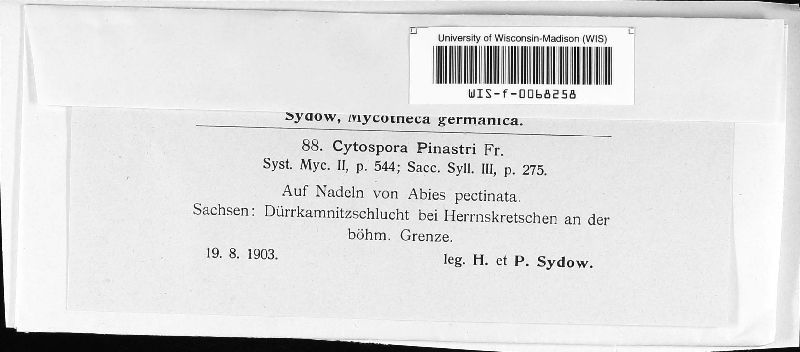 University of Wisconsin-Madison (WIS)
WIS-f-0068258
Sydow, Mycotheca germanica.
88. Cytospora Pinastri Fr.
Syst. Myc. II, p. 544; Sacc. Syll. III, p. 275.
Auf Nadeln von Abies pectinata.
Sachsen: Dürrkamnitzschlucht bei Herrnskretschen an der
böhm. Grenze.
19. 8. 1903. leg. H. et P. Sydow.